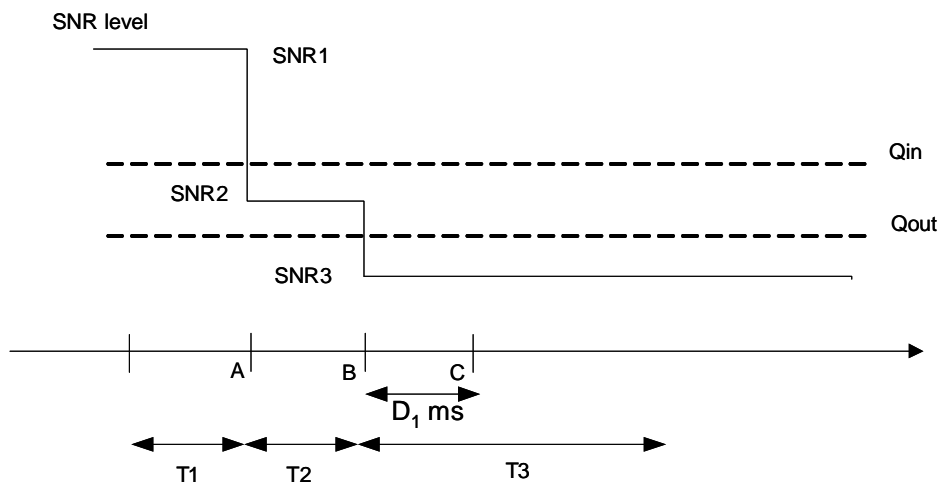 SNR level
SNR1
Qin
SNR2
Qout
SNR3
A
B
C
D₁ ms
T1
T2
T3